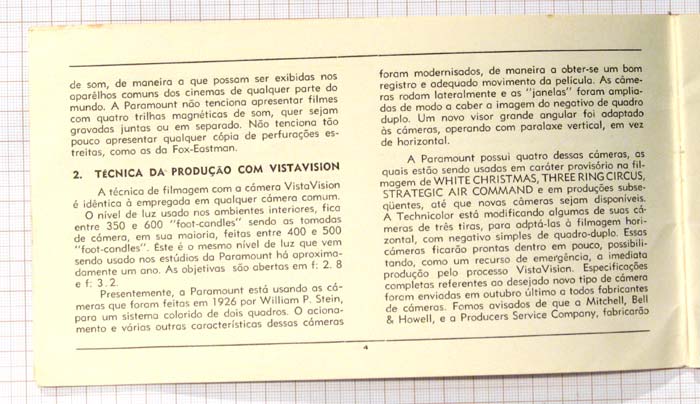 de som, de maneira a que possam ser exibidas nos
aparêlhos comuns dos cinemas de qualquer parte do
mundo. A Paramount não tenciona apresentar filmes
com quatro trilhas magnéticas de som, quer sejam
gravadas juntas ou em separado. Não tenciona tão
pouco apresentar qualquer cópia de perfurações es-
treitas, como as da Fox-Eastman.
2. TÉCNICA DA PRODUÇÃO COM VISTAVISION
A técnica de filmagem com a câmera VistaVision
é idêntica à empregada em qualquer câmera comum.
O nível de luz usado nos ambientes interiores, fica
entre 350 e 600 "foot-candles" sendo as tomadas
de câmera, em sua maioria, feitas entre 400 e 500
"foot-candles". Êste é o mesmo nível de luz que vem
sendo usado nos estúdios da Paramount há aproxima-
damente um ano. As objetivas são abertas em f: 2. 8
e f: 3.2.
Presentemente, a Paramount está usando as câ-
meras que foram feitas em 1926 por William P. Stein,
para um sistema colorido de dois quadros. O aciona-
mento e várias outras características dessas câmeras
foram modernisados, de maneira a obter-se um bom
registro e adequado movimento da película. As câme-
ras rodam lateralmente e as "janelas" foram amplia-
das de modo a caber a imagem do negativo de quadro
duplo. Um novo visor grande angular foi adaptado
às câmeras, operando com paralaxe vertical, em vez
de horizontal.
A Paramount possui quatro dessas câmeras, as
quais estão sendo usadas em caráter provisório na fil-
magem de WHITE CHRISTMAS, THREE RING CIRCUS,
STRATEGIC AIR COMMAND e em produções subse-
qüentes, até que novas câmeras sejam disponíveis.
A Technicolor está modificando algumas de suas câ-
meras de três tiras, para adptá-las à filmagem hori-
zontal, com negativo simples de quadro-duplo. Essas
câmeras ficarão prontas dentro em pouco, possibili-
tando, como um recurso de emergência, a imediata
produção pelo processo VistaVision. Especificações
completas referentes ao desejado novo tipo de câmera
foram enviadas em outubro último a todos fabricantes
de câmeras. Fomos avisados de que a Mitchell, Bell
& Howell, e a Producers Service Company, fabricarão
4